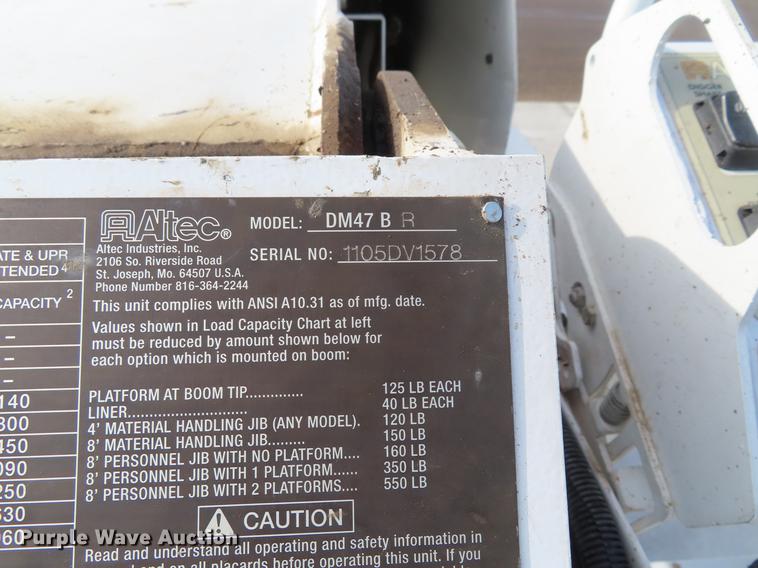 Altec®
MODEL: DM47 B R
Altec Industries, Inc.
2106 So. Riverside Road
St. Joseph, Mo. 64507 U.S.A.
Phone Number 816-364-2244
SERIAL NO: 1105DV1578
This unit complies with ANSI A10.31 as of mfg. date.
Values shown in Load Capacity Chart at left
must be reduced by amount shown below for
each option which is mounted on boom:
PLATFORM AT BOOM TIP.............. 125 LB EACH
LINER............................. 40 LB EACH
4' MATERIAL HANDLING JIB (ANY MODEL). 120 LB
8' MATERIAL HANDLING JIB......... 150 LB
8' PERSONNEL JIB WITH NO PLATFORM.... 160 LB
8' PERSONNEL JIB WITH 1 PLATFORM...... 350 LB
8' PERSONNEL JIB WITH 2 PLATFORMS.... 550 LB
CAUTION
Read and understand all operating and safety information in
all placards before operating this unit. If you
ATE & UPR
TENDED 4
CAPACITY 2
–
–
–
140
300
450
090
250
630
060
DIGGER
Purple Wave Auction